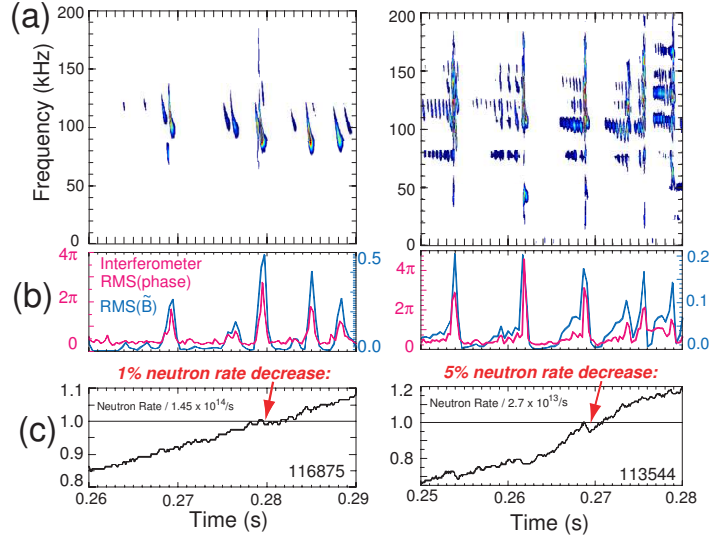 (a)
Frequency (kHz)
200
150
100
50
0
200
150
100
50
0
(b)
4π
2π
0
Interferometer
RMS(phase)
RMS(B̃)
0.5
0.0
4π
2π
0
0.2
0.1
0.0
1% neutron rate decrease:
5% neutron rate decrease:
(c)
1.1
1.0
0.9
0.8
Neutron Rate / 1.45 x 10¹⁴/s
116875
0.26 0.27 0.28 0.29
Time (s)
1.2
1.0
0.8
Neutron Rate / 2.7 x 10¹³/s
113544
0.25 0.26 0.27 0.28
Time (s)